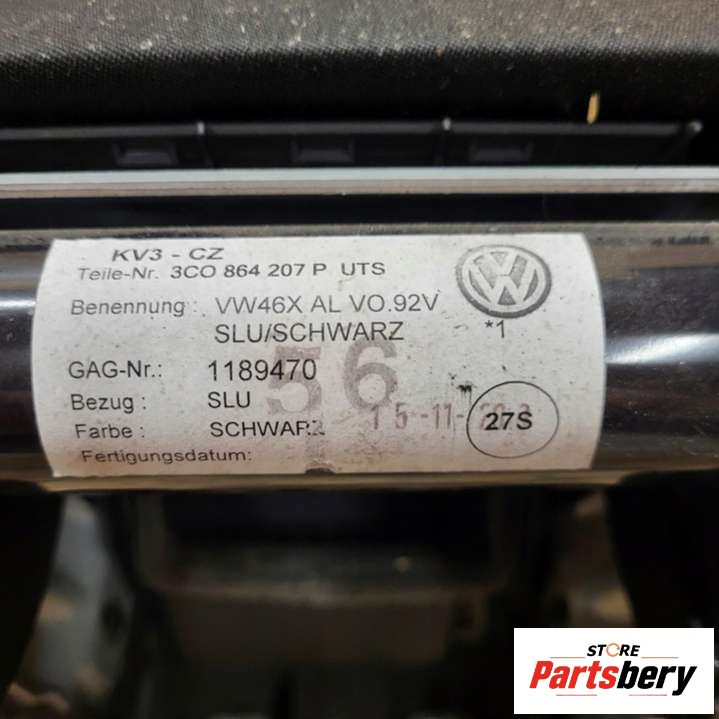 KV3 - CZ
Teile-Nr. 3CO 864 207 P UTS
Benennung : VW46X AL VO.92V
SLU/SCHWARZ
*1
GAG-Nr.: 1189470
56
Bezug : SLU
15-11-
Farbe : SCHWARZ
27S
Fertigungsdatum:
STORE
Partsbery